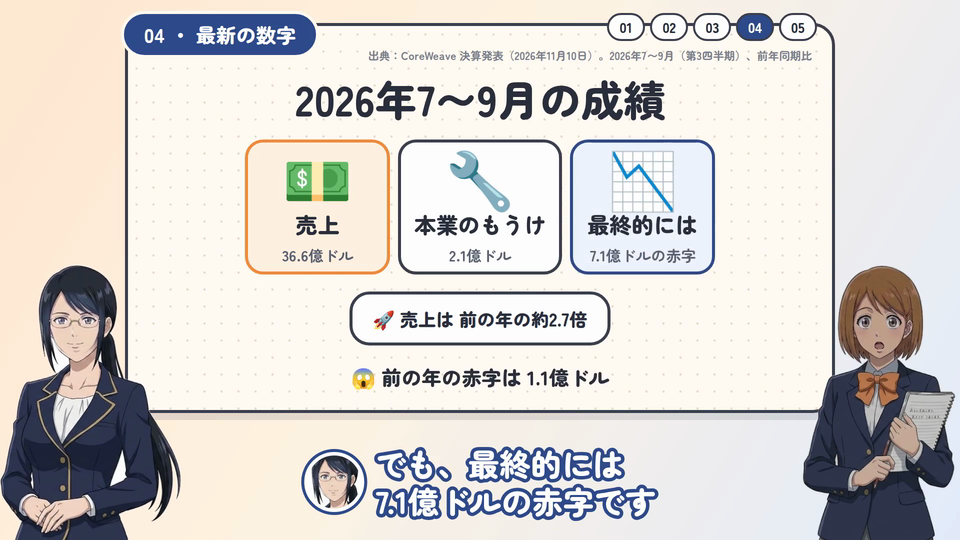 04 ・ 最新の数字
01 02 03 04 05
出典：CoreWeave 決算発表（2026年11月10日）。2026年7〜9月（第3四半期）、前年同期比
2026年7〜9月の成績
売上
36.6億ドル
本業のもうけ
2.1億ドル
最終的には
7.1億ドルの赤字
売上は 前の年の約2.7倍
前の年の赤字は 1.1億ドル
でも、最終的には
7.1億ドルの赤字です